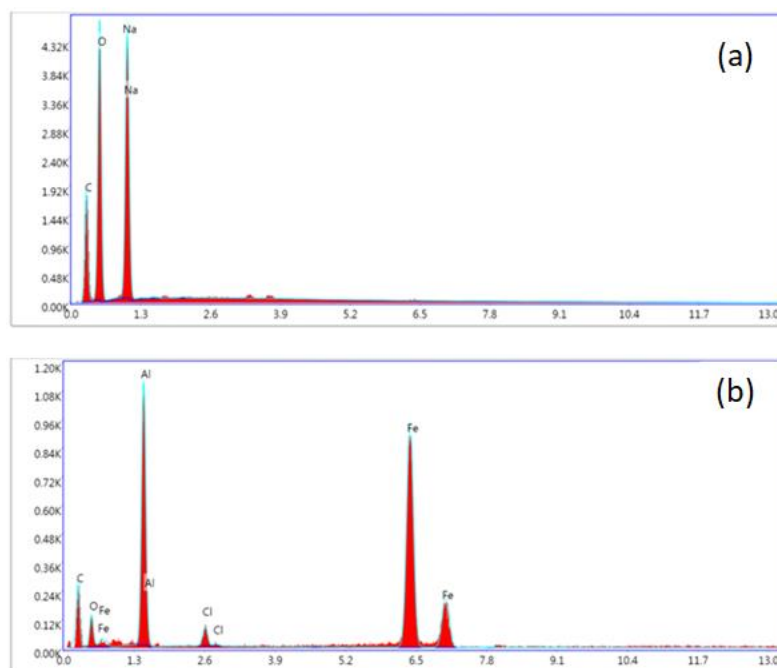 (a)
4.32K
3.84K
3.36K
2.88K
2.40K
1.92K
1.44K
0.96K
0.48K
0.00K
C
O
Na
Na
0.0 1.3 2.6 3.9 5.2 6.5 7.8 9.1 10.4 11.7 13.0
(b)
1.20K
1.08K
0.96K
0.84K
0.72K
0.60K
0.48K
0.36K
0.24K
0.12K
0.00K
C
O
Fe
Fe
Al
Al
Cl
Cl
Fe
Fe
0.0 1.3 2.6 3.9 5.2 6.5 7.8 9.1 10.4 11.7 13.0